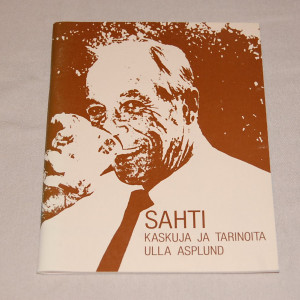 SAHTI
KASKUJA JA TARINOITA
ULLA ASPLUND